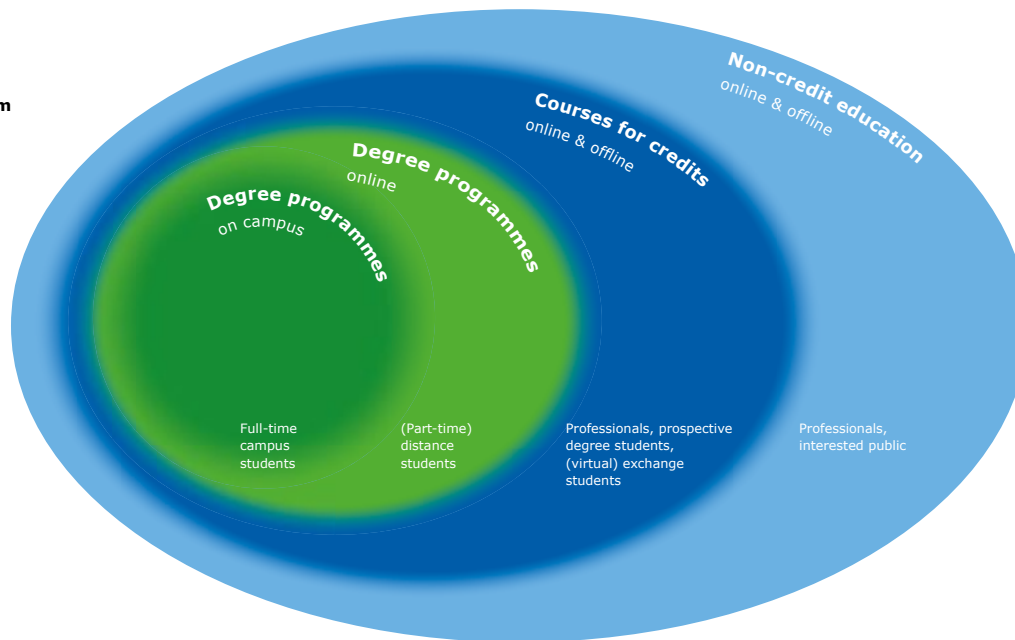 Non-credit education
online & offline
Courses for credits
online & offline
Degree programmes
online
Degree programmes
on campus
Full-time
campus
students
(Part-time)
distance
students
Professionals, prospective
degree students,
(virtual) exchange
students
Professionals,
interested public